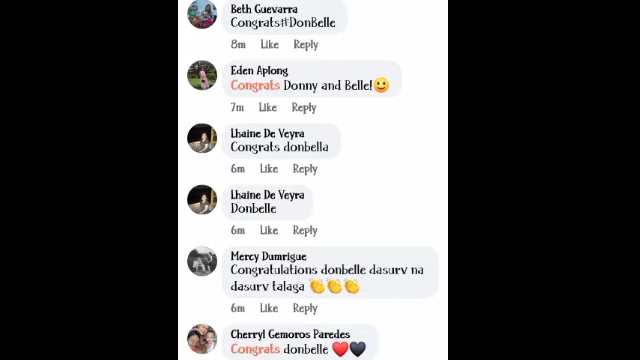 Beth Guevarra
Congrats#DonBelle
8m Like Reply
Eden Aplong
Congrats Donny and Belle!🙂
7m Like Reply
Lhaine De Veyra
Congrats donbella
6m Like Reply
Lhaine De Veyra
Donbelle
6m Like Reply
Mercy Dumrigue
Congratulations donbelle dasurv na
dasurv talaga 👏👏👏
6m Like Reply
Cherryl Gemoros Paredes
Congrats donbelle ❤️🖤